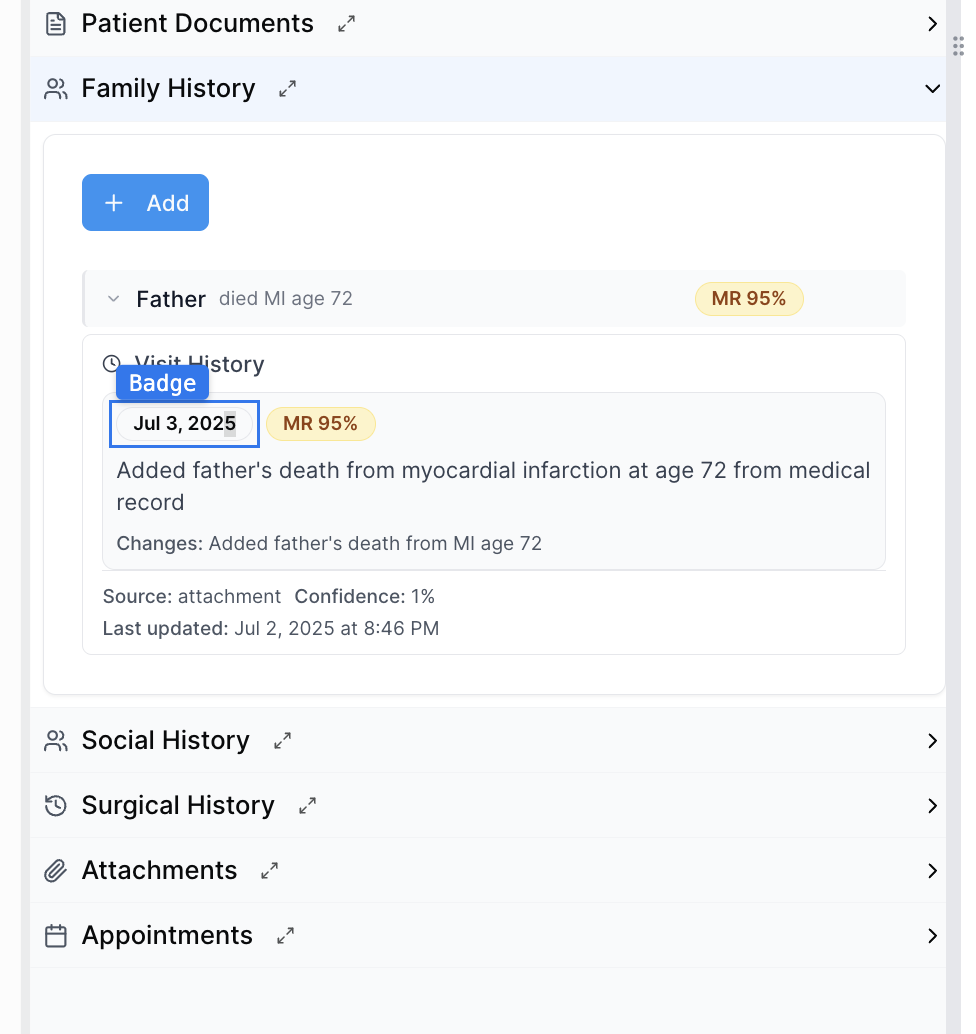 Patient Documents
Family History
+ Add
Father died MI age 72 MR 95%
Visit History
Badge
Jul 3, 2025 MR 95%
Added father's death from myocardial infarction at age 72 from medical
record
Changes: Added father's death from MI age 72
Source: attachment Confidence: 1%
Last updated: Jul 2, 2025 at 8:46 PM
Social History
Surgical History
Attachments
Appointments